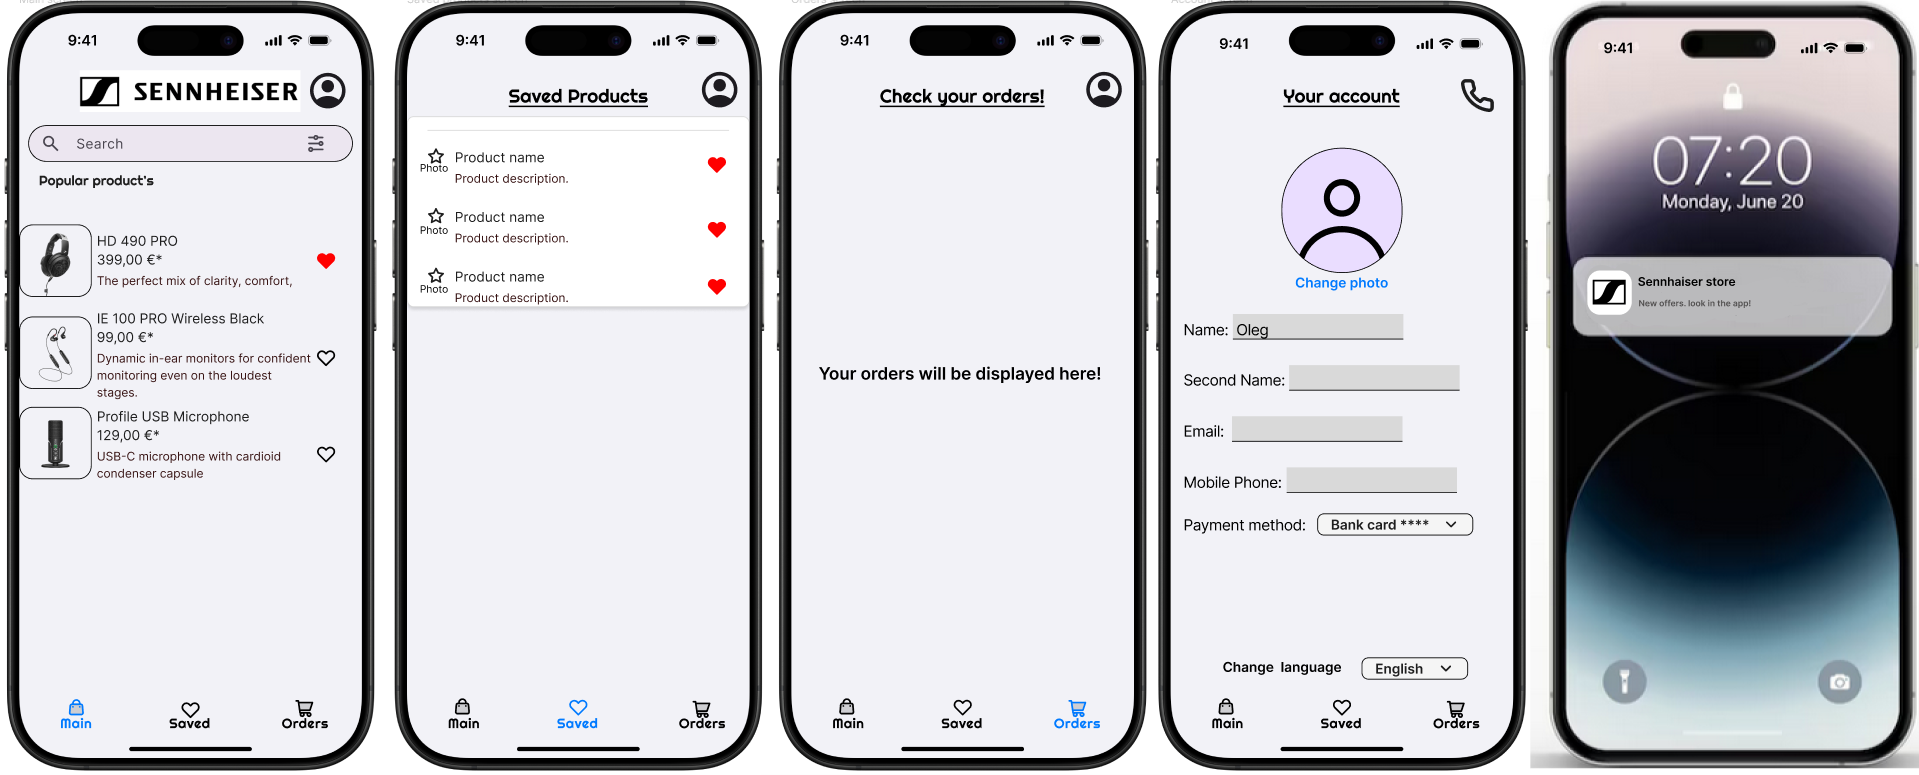 9:41
SENNHEISER
Search
Popular product's
HD 490 PRO
399,00 €*
The perfect mix of clarity, comfort,
IE 100 PRO Wireless Black
99,00 €*
Dynamic in-ear monitors for confident
monitoring even on the loudest
stages.
Profile USB Microphone
129,00 €*
USB-C microphone with cardioid
condenser capsule
Main
Saved
Orders
9:41
Saved Products
Photo
Product name
Product description.
Photo
Product name
Product description.
Photo
Product name
Product description.
Main
Saved
Orders
9:41
Check your orders!
Your orders will be displayed here!
Main
Saved
Orders
9:41
Your account
Change photo
Name: Oleg
Second Name:
Email:
Mobile Phone:
Payment method: Bank card ****
Change language English
Main
Saved
Orders
9:41
07:20
Monday, June 20
Sennhaiser store
New offers. look in the app!